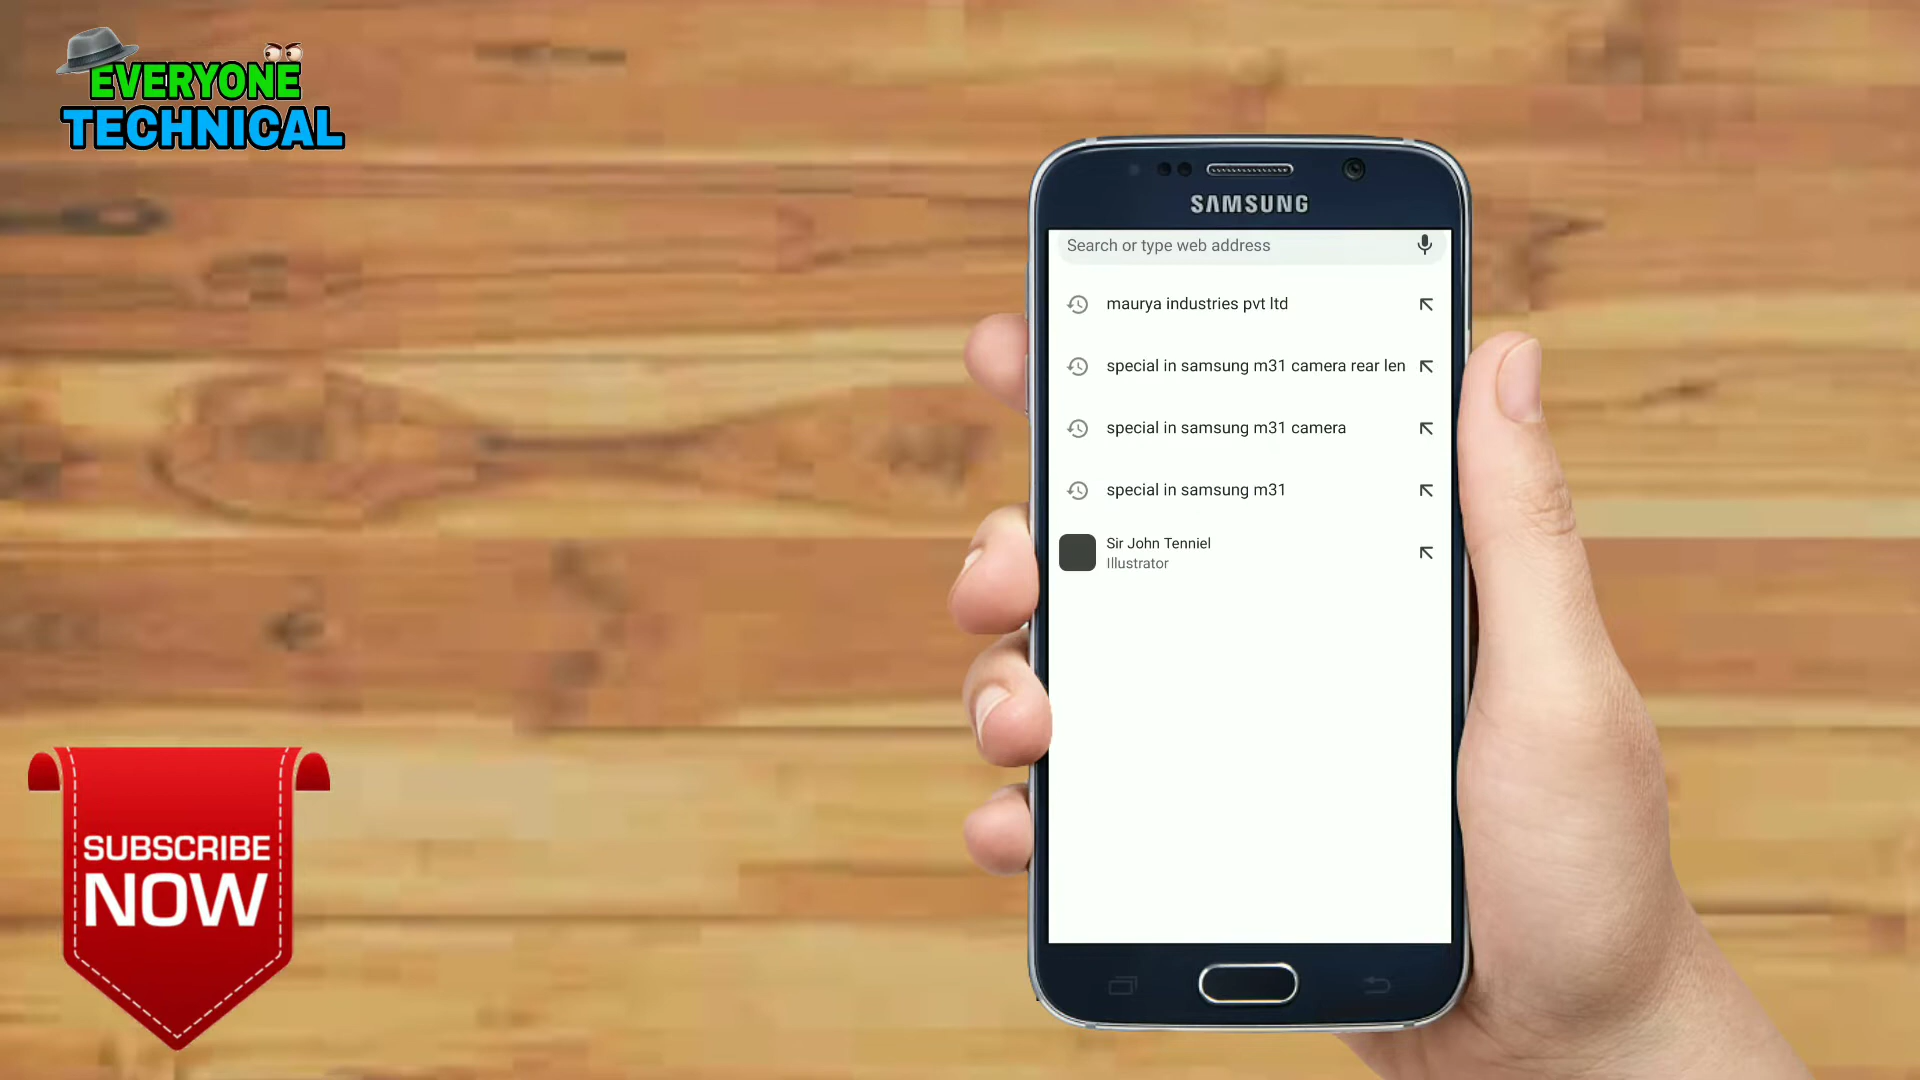 EVERYONE
TECHNICAL
SAMSUNG
Search or type web address
maurya industries pvt ltd
special in samsung m31 camera rear len
special in samsung m31 camera
special in samsung m31
Sir John Tenniel
Illustrator
SUBSCRIBE
NOW